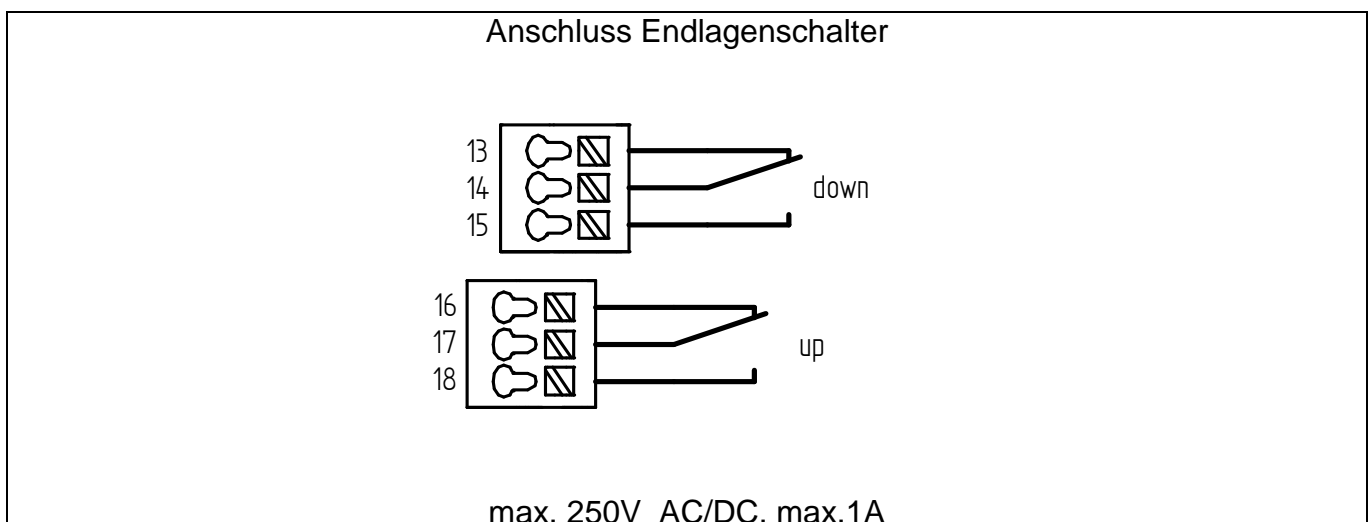 Anschluss Endlagenschalter
13
14
down
15
16
17
up
18
max. 250V AC/DC, max.1A